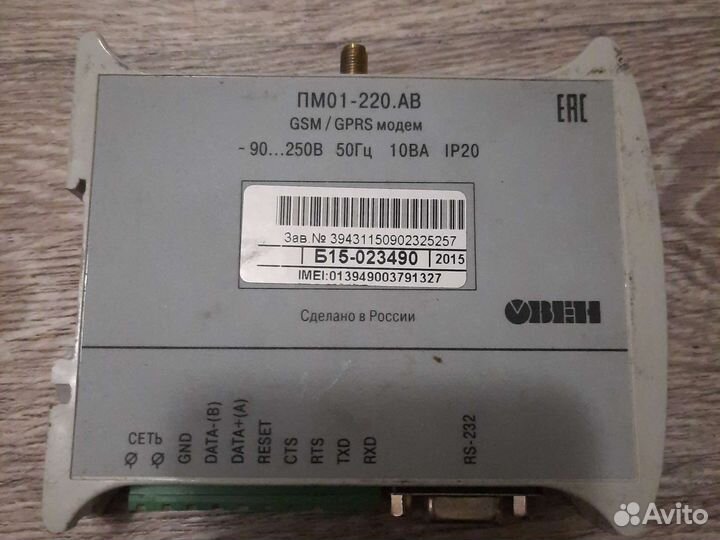 ПМ01-220.АВ
GSM / GPRS модем
EAC
~ 90...250В 50Гц 10ВА IP20
Зав.№ 39431150902325257
Б15-023490 2015
IMEI:013949003791327
Сделано в России
ОВЕН
СЕТЬ
GND
DATA-(B)
DATA+(A)
RESET
CTS
RTS
TXD
RXD
RS-232
Avito